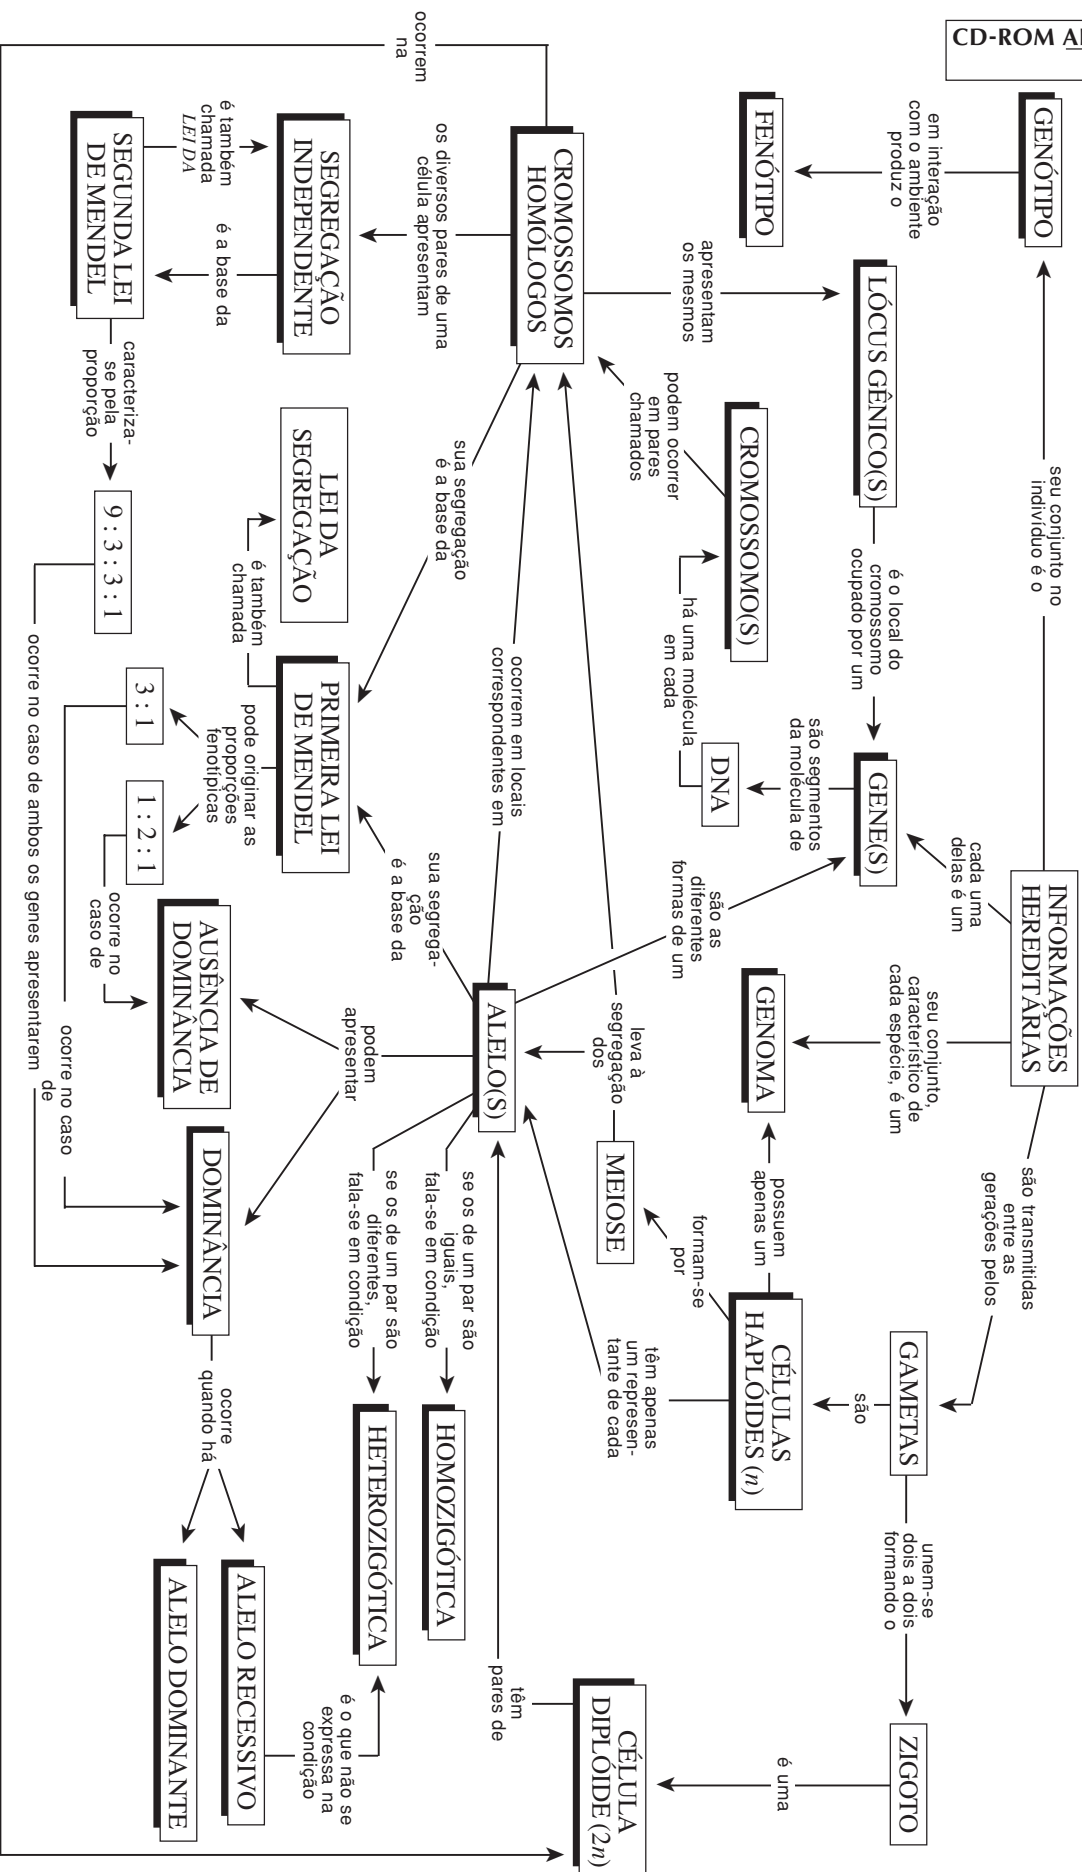 CD-ROM AI
INFORMAÇÕES
HEREDITÁRIAS
seu conjunto no
indivíduo é o
GENÓTIPO
em interação
com o ambiente
produz o
FENÓTIPO
cada uma
delas é um
GENE(S)
seu conjunto,
característico de
cada espécie, é um
GENOMA
são transmitidas
entre as
gerações pelos
GAMETAS
unem-se
dois a dois
formando o
ZIGOTO
é uma
CÉLULA
DIPLÓIDE (2n)
têm
pares de
são
CÉLULAS
HAPLÓIDES (n)
possuem
apenas um
formam-se
por
MEIOSE
têm apenas
um represen-
tante de cada
leva à
segregação
dos
LÓCUS GÊNICO(S)
é o local do
cromossomo
ocupado por um
são segmentos
da molécula de
DNA
há uma molécula
em cada
CROMOSSOMO(S)
podem ocorrer
em pares
chamados
apresentam
os mesmos
CROMÓSSOMOS
HOMÓLOGOS
ocorrem
na
os diversos pares de uma
célula apresentam
SEGREGAÇÃO
INDEPENDENTE
é também
chamada
LEI DA
é a base da
SEGUNDA LEI
DE MENDEL
caracteriza-
se pela
proporção
9 : 3 : 3 : 1
ocorre no caso de ambos os genes apresentarem
sua segregação
é a base da
LEI DA
SEGREGAÇÃO
é também
chamada
PRIMEIRA LEI
DE MENDEL
pode originar as
proporções
fenotípicas
3 : 1
ocorre no caso
de
1 : 2 : 1
ocorre no
caso de
AUSÊNCIA DE
DOMINÂNCIA
ALELO(S)
são as
diferentes
formas de um
ocorrem em locais
correspondentes em
sua segrega-
ção
é a base da
podem
apresentar
DOMINÂNCIA
ocorre
quando há
ALELO RECESSIVO
ALELO DOMINANTE
é o que não se
expressa na
condição
se os de um par são
iguais,
fala-se em condição
HOMOZIGÓTICA
se os de um par são
diferentes,
fala-se em condição
HETEROZIGÓTICA